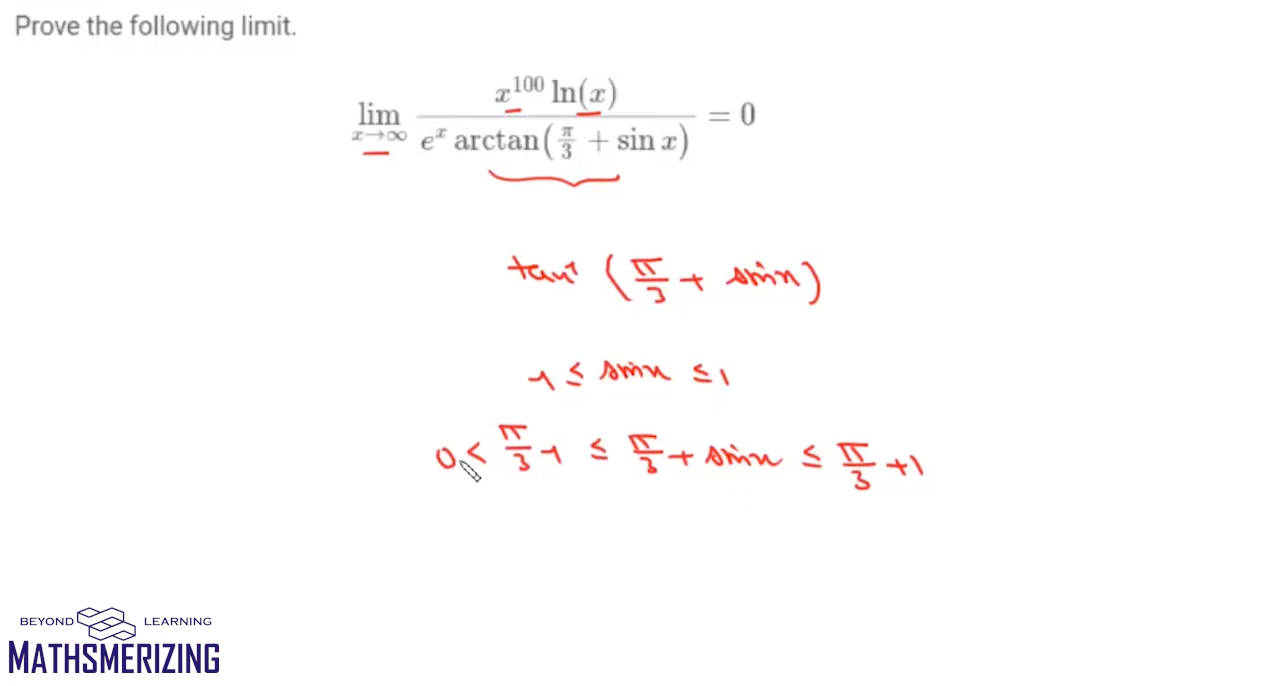 Prove the following limit.
lim x→∞ x^100 ln(x) / e^x arctan(π/3 + sin x) = 0
tan⁻¹ (π/3 + sin x)
-1 ≤ sin x ≤ 1
0 < π/3 - 1 ≤ π/3 + sin x ≤ π/3 + 1
BEYOND LEARNING
MATHSMERIZING